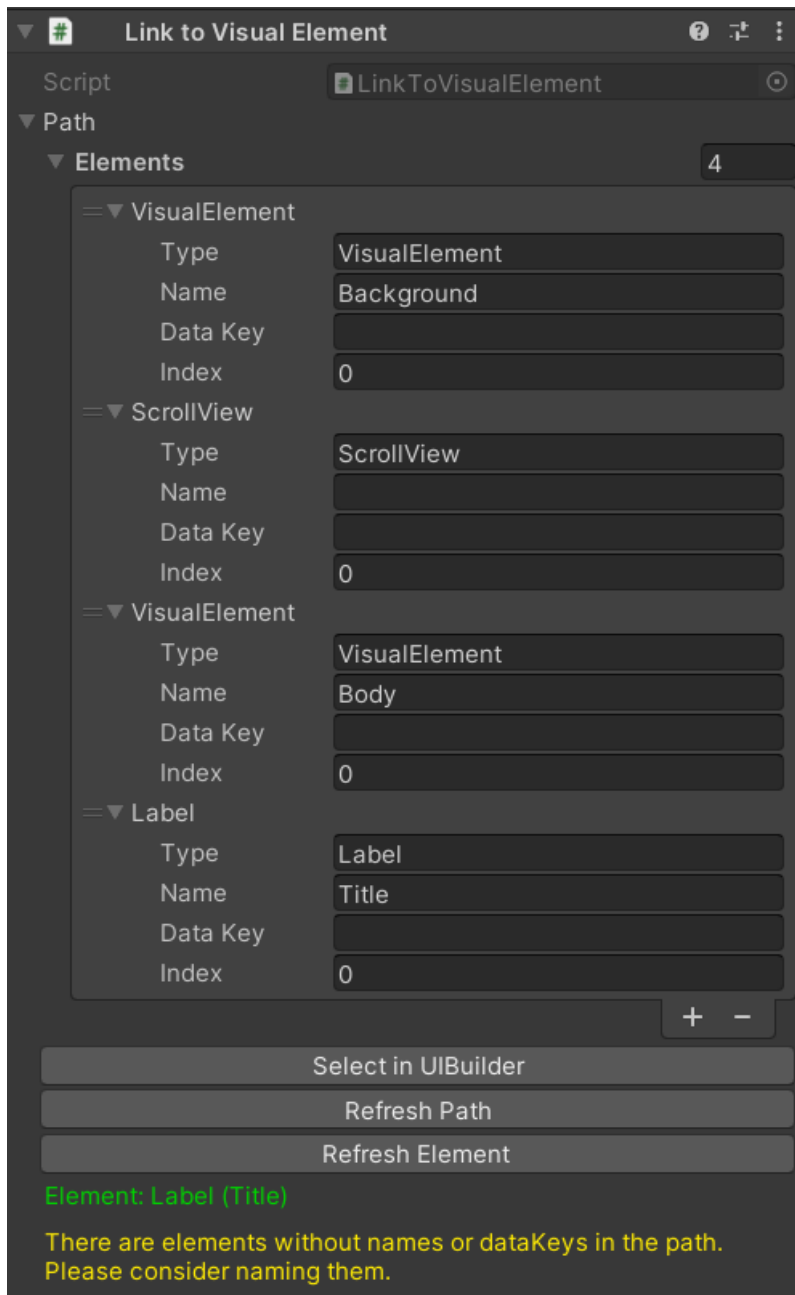 # Link to Visual Element
Script # LinkToVisualElement
Path
Elements 4
VisualElement
Type VisualElement
Name Background
Data Key
Index 0
ScrollView
Type ScrollView
Name
Data Key
Index 0
VisualElement
Type VisualElement
Name Body
Data Key
Index 0
Label
Type Label
Name Title
Data Key
Index 0
+ −
Select in UIBuilder
Refresh Path
Refresh Element
Element: Label (Title)
There are elements without names or dataKeys in the path.
Please consider naming them.